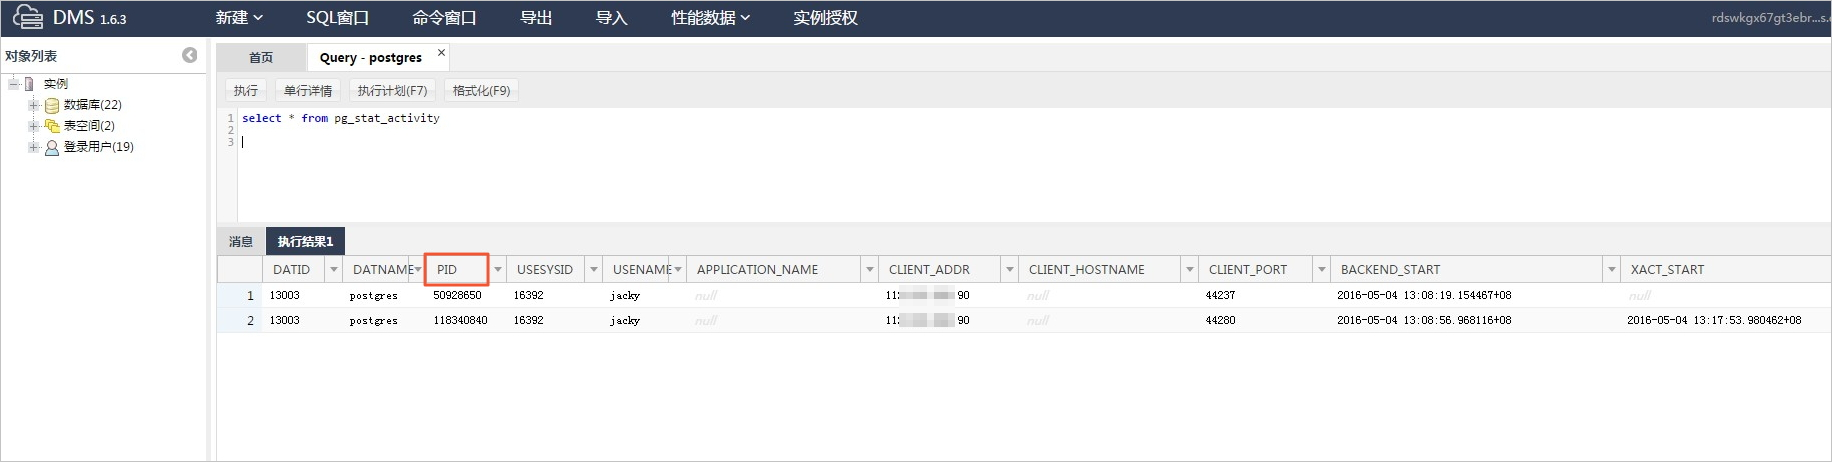 DMS 1.6.3 新建 SQL窗口 命令窗口 导出 导入 性能数据 实例授权 rdswkgx67gt3ebr...s.
对象列表
实例
数据库(22)
表空间(2)
登录用户(19)
首页 Query - postgres
执行 单行详情 执行计划(F7) 格式化(F9)
1 select * from pg_stat_activity
2
3
消息 执行结果1
DATID DATNAME PID USESYSID USENAME APPLICATION_NAME CLIENT_ADDR CLIENT_HOSTNAME CLIENT_PORT BACKEND_START XACT_START
1 13003 postgres 50928650 16392 jacky null 11 90 null 44237 2016-05-04 13:08:19.154467+08 null
2 13003 postgres 118340840 16392 jacky null 11 90 null 44280 2016-05-04 13:08:56.968116+08 2016-05-04 13:17:53.980462+08